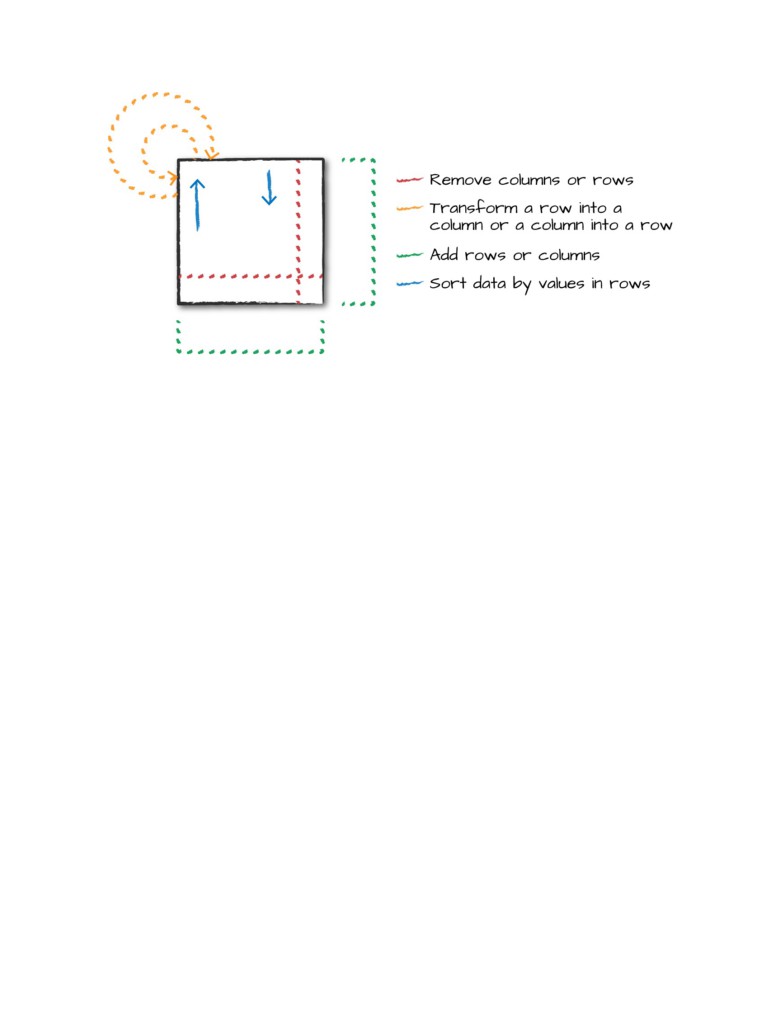 Remove columns or rows
Transform a row into a
column or a column into a row
Add rows or columns
Sort data by values in rows